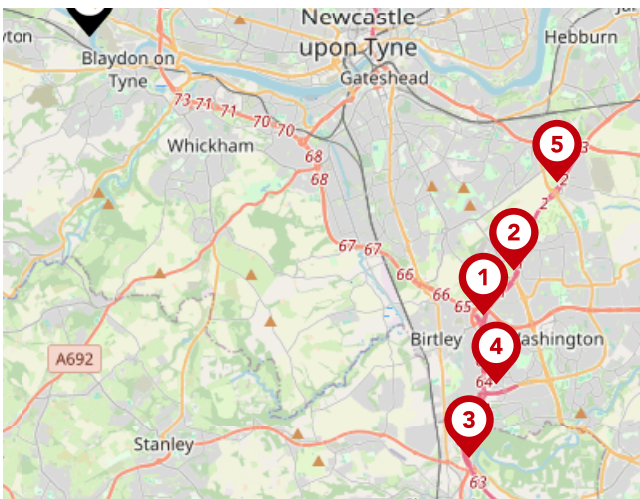 Newcastle
upon Tyne
Hebburn
Blaydon on
Tyne
Gateshead
73
71
71
70
70
Whickham
68
68
5
3
2
2
67
67
2
66
66
1
65
Birtley
ashington
A692
4
64
3
Stanley
63